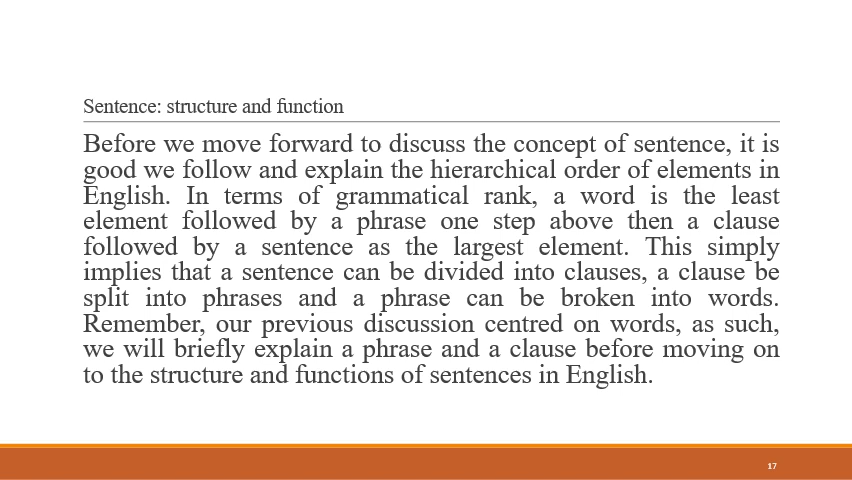 Sentence: structure and function
Before we move forward to discuss the concept of sentence, it is
good we follow and explain the hierarchical order of elements in
English. In terms of grammatical rank, a word is the least
element followed by a phrase one step above then a clause
followed by a sentence as the largest element. This simply
implies that a sentence can be divided into clauses, a clause be
split into phrases and a phrase can be broken into words.
Remember, our previous discussion centred on words, as such,
we will briefly explain a phrase and a clause before moving on
to the structure and functions of sentences in English.
17